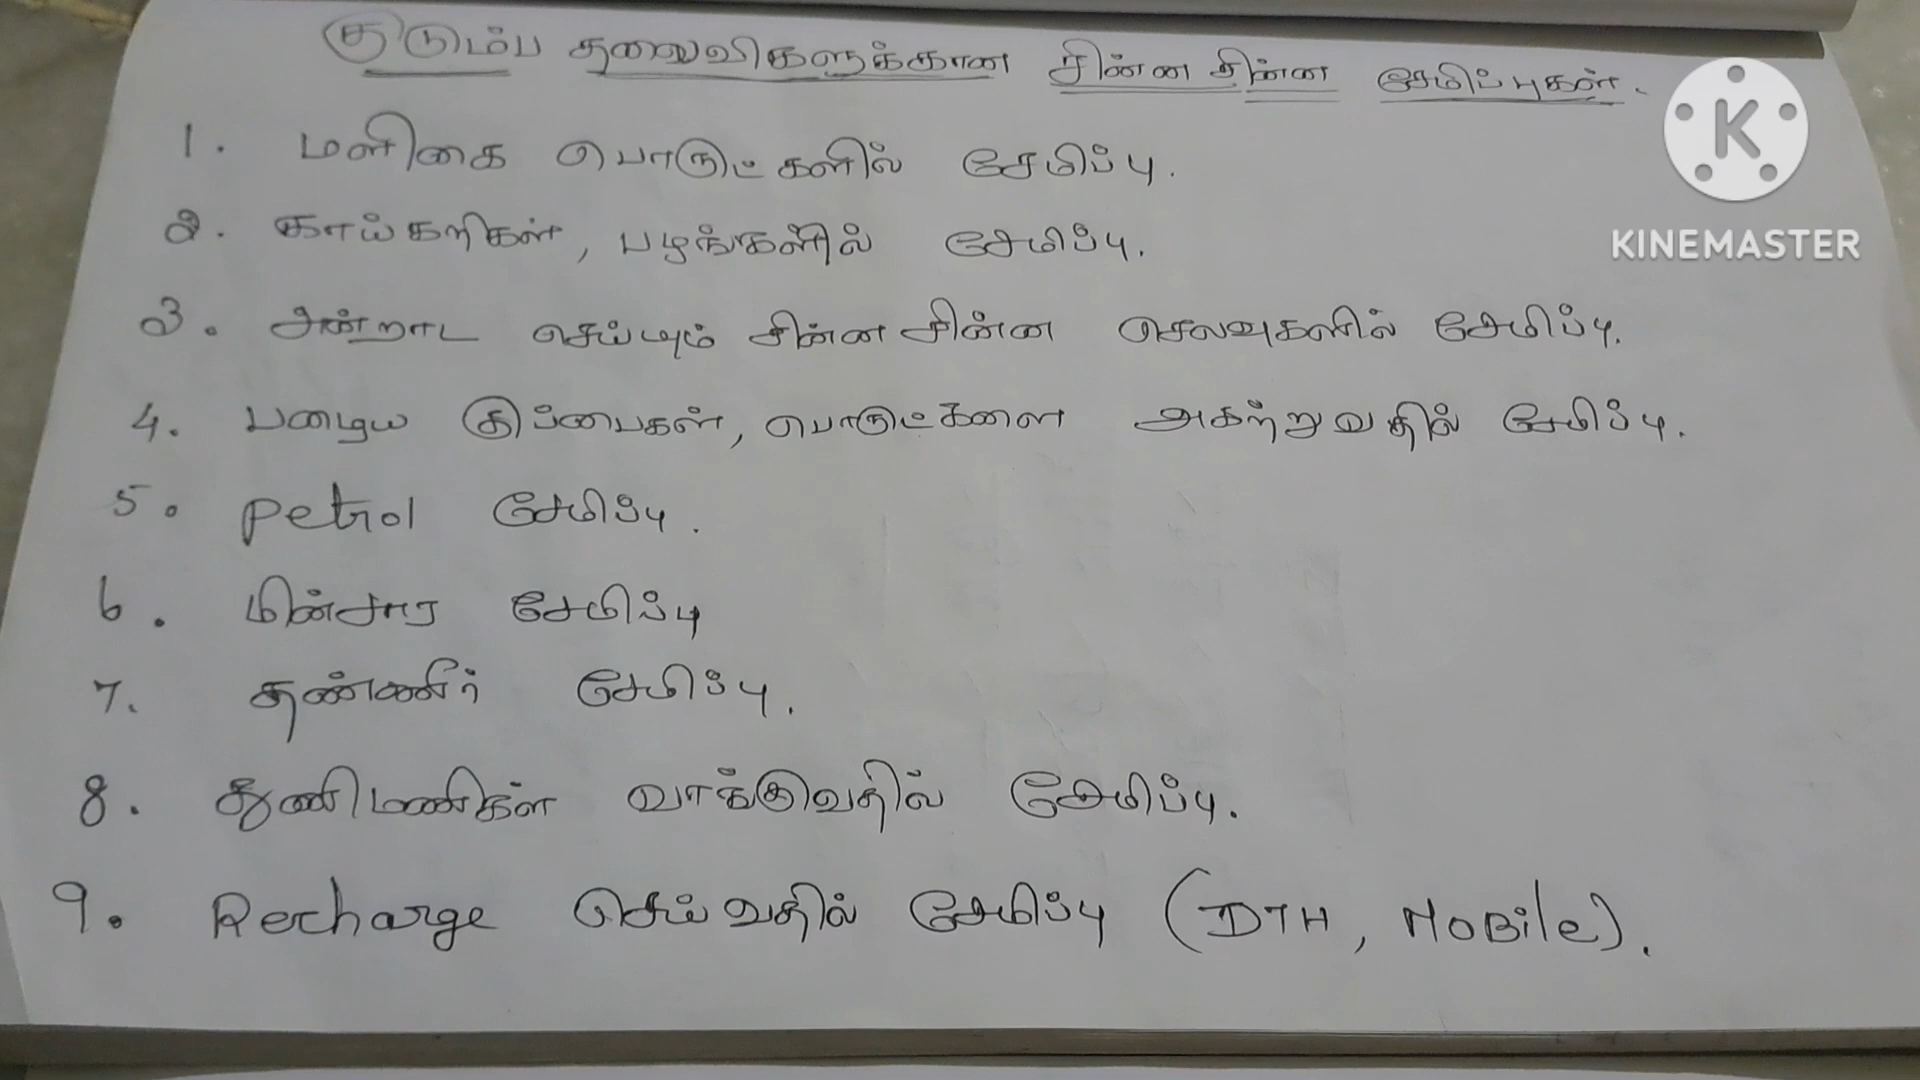 குடும்ப தலைவிகளுக்கான சின்ன சின்ன சேமிப்புகள்.
1. மளிகை பொருட்களில் சேமிப்பு.
2. காய்கறிகள், பழங்களில் சேமிப்பு.
3. அன்றாட செய்யும் சின்ன சின்ன செலவுகளில் சேமிப்பு.
4. பழைய குப்பைகள், பொருட்களை அகற்றுவதில் சேமிப்பு.
5. petrol சேமிப்பு.
6. மின்சார சேமிப்பு
7. தண்ணீர் சேமிப்பு.
8. துணிமணிகள் வாங்குவதில் சேமிப்பு.
9. Recharge செய்வதில் சேமிப்பு (DTH, MoBile).
K
KINEMASTER